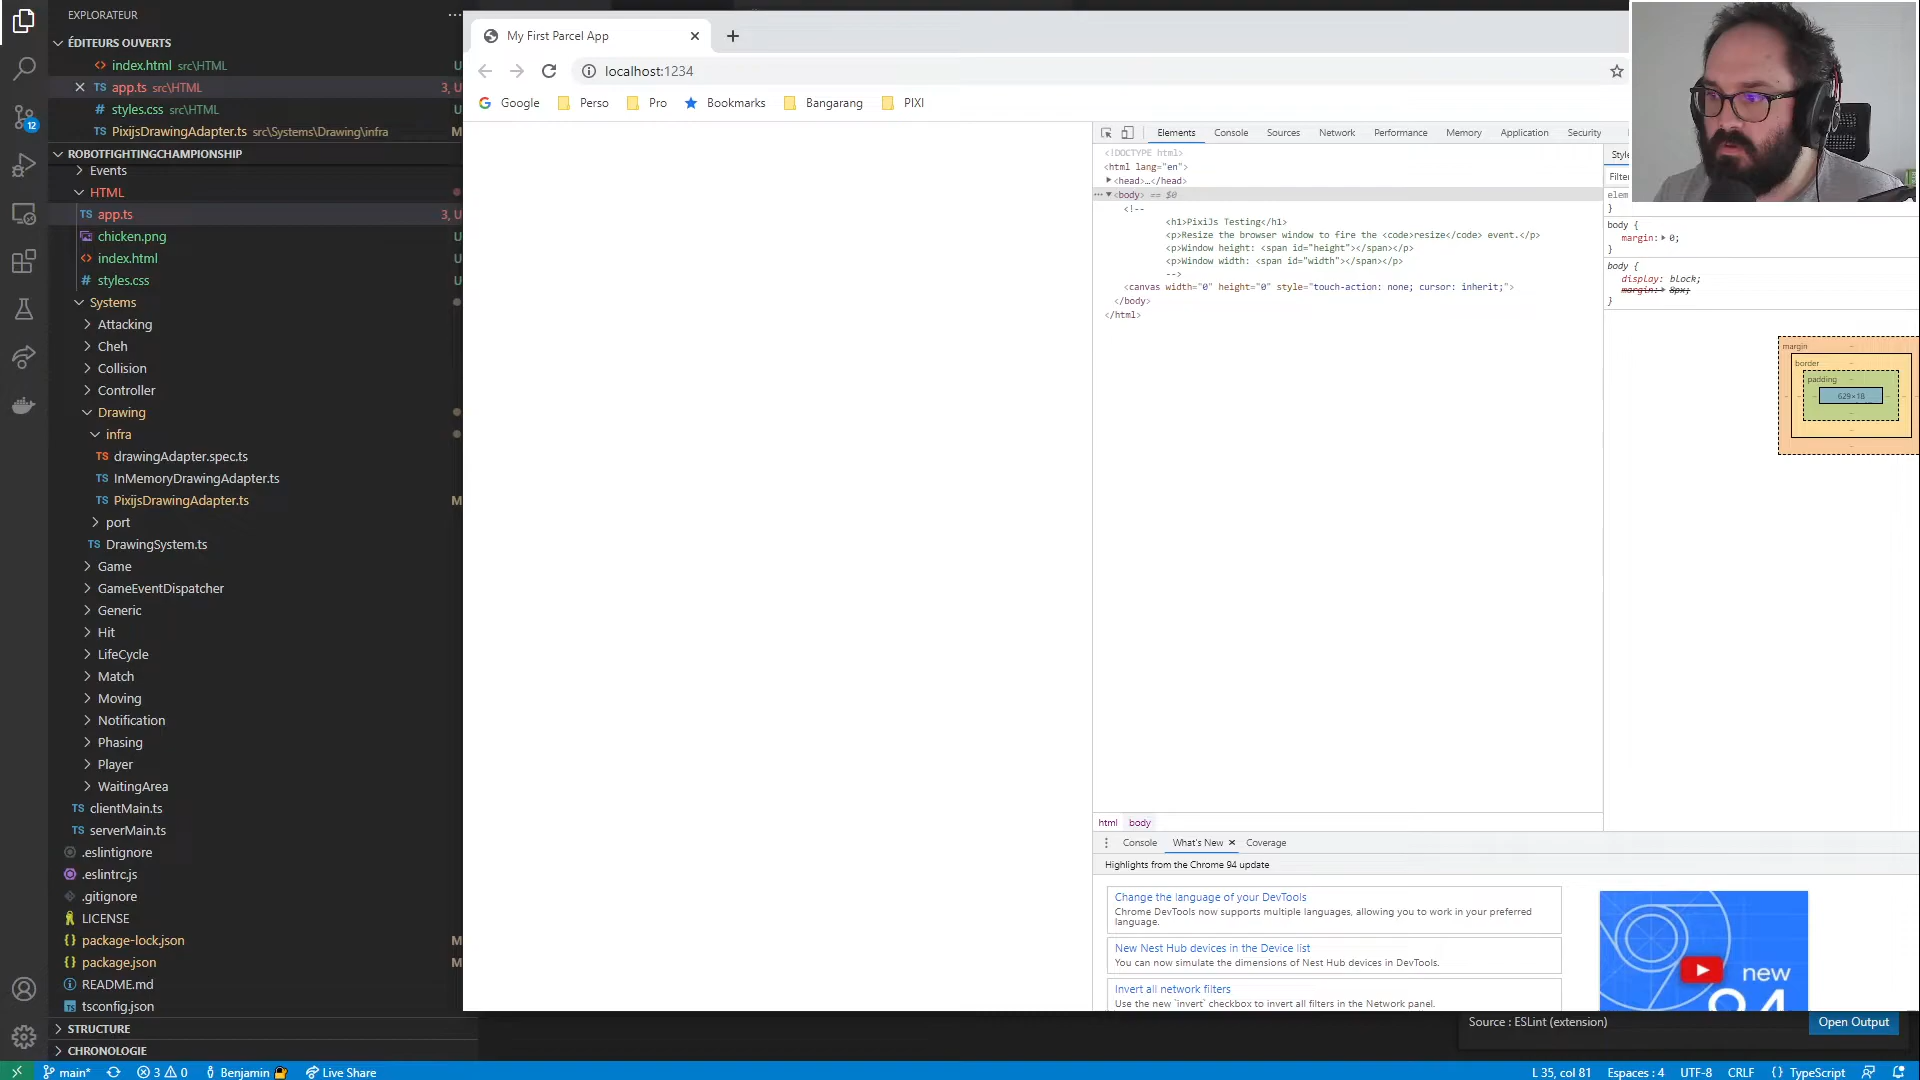 EXPLORATEUR
ÉDITEURS OUVERTS
index.html src\HTML U
app.ts src\HTML 3, U
styles.css src\HTML U
PixijsDrawingAdapter.ts src\Systems\Drawing\infra M
ROBOTFIGHTINGCHAMPIONSHIP
Events
HTML
app.ts 3, U
chicken.png U
index.html U
styles.css U
Systems
Attacking
Cheh
Collision
Controller
Drawing
infra
drawingAdapter.spec.ts
InMemoryDrawingAdapter.ts
PixijsDrawingAdapter.ts M
port
DrawingSystem.ts
Game
GameEventDispatcher
Generic
Hit
LifeCycle
Match
Moving
Notification
Phasing
Player
WaitingArea
clientMain.ts
serverMain.ts
.eslintignore
.eslintrc.js
.gitignore
LICENSE
package-lock.json M
package.json M
README.md
tsconfig.json
STRUCTURE
CHRONOLOGIE
12
main* 3 0 Benjamin Live Share
My First Parcel App
localhost:1234
Google Perso Pro Bookmarks Bangarang PIXI
Elements Console Sources Network Performance Memory Application Security
<!DOCTYPE html>
<html lang="en">
<head>…</head>
<body> == $0
<!--
<h1>PixiJs Testing</h1>
<p>Resize the browser window to fire the <code>resize</code> event.</p>
<p>Window height: <span id="height"></span></p>
<p>Window width: <span id="width"></span></p>
-->
<canvas width="0" height="0" style="touch-action: none; cursor: inherit;">
</body>
</html>
Style
Filter
elem
}
body {
margin: 0;
}
body {
display: block;
margin: 8px;
}
margin
border
padding
629×18
html body
Console What's New Coverage
Highlights from the Chrome 94 update
Change the language of your DevTools
Chrome DevTools now supports multiple languages, allowing you to work in your preferred
language.
New Nest Hub devices in the Device list
You can now simulate the dimensions of Nest Hub devices in DevTools.
Invert all network filters
Use the new `invert` checkbox to invert all filters in the Network panel.
new
94
Source : ESLint (extension)
Open Output
L 35, col 81 Espaces : 4 UTF-8 CRLF {} TypeScript